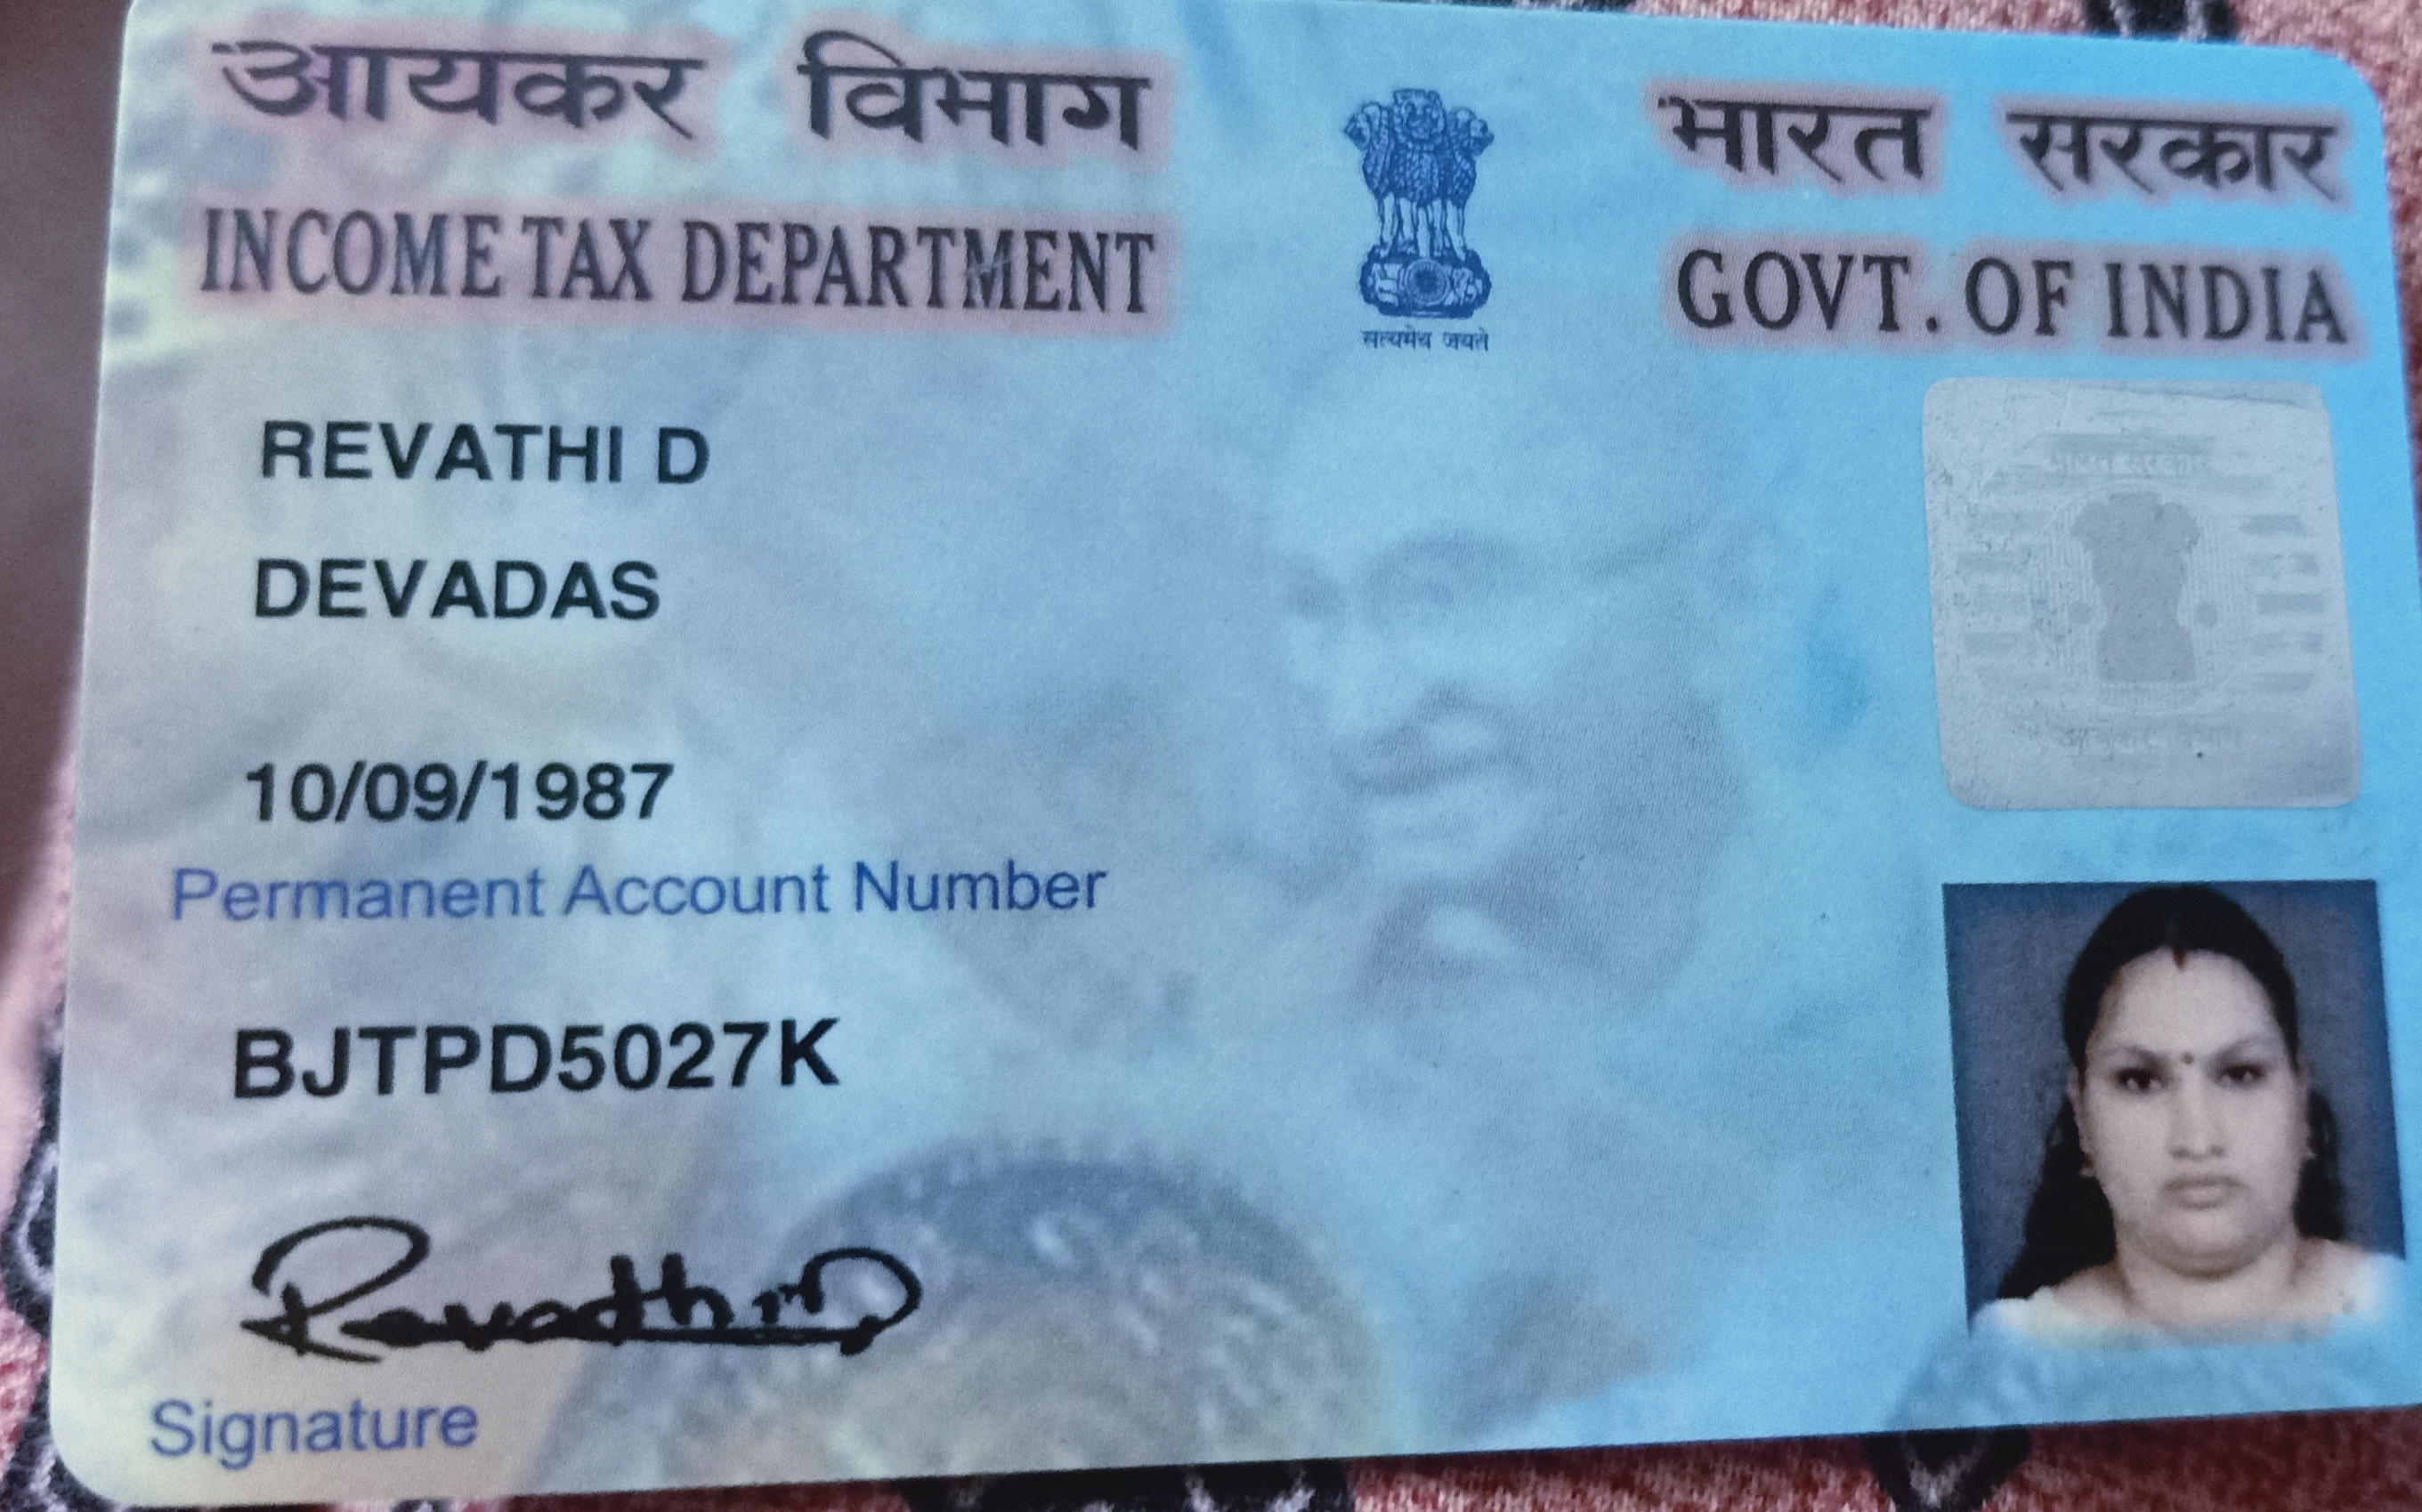 आयकर विभाग
INCOME TAX DEPARTMENT
सत्यमेव जयते
भारत सरकार
GOVT. OF INDIA
REVATHI D
DEVADAS
10/09/1987
Permanent Account Number
BJTPD5027K
Revathi D
Signature